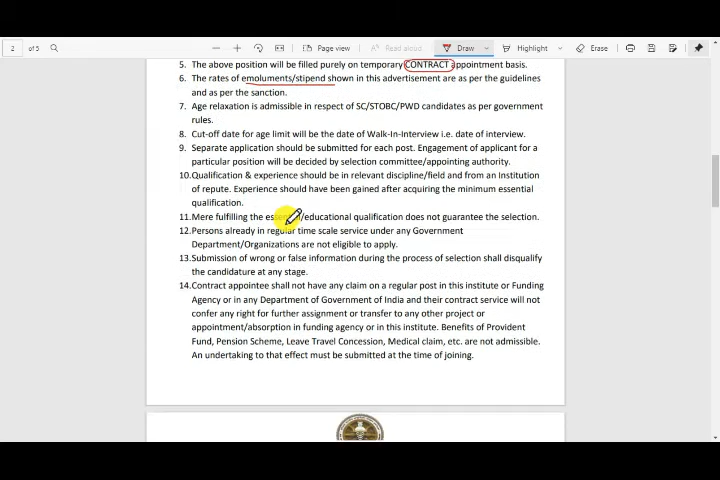 2 of 5
Page view
Read aloud
Draw
Highlight
Erase
5. The above position will be filled purely on temporary CONTRACT appointment basis.
6. The rates of emoluments/stipend shown in this advertisement are as per the guidelines
and as per the sanction.
7. Age relaxation is admissible in respect of SC/STOBC/PWD candidates as per government
rules.
8. Cut-off date for age limit will be the date of Walk-In-Interview i.e. date of interview.
9. Separate application should be submitted for each post. Engagement of applicant for a
particular position will be decided by selection committee/appointing authority.
10. Qualification & experience should be in relevant discipline/field and from an Institution
of repute. Experience should have been gained after acquiring the minimum essential
qualification.
11. Mere fulfilling the essential/educational qualification does not guarantee the selection.
12. Persons already in regular time scale service under any Government
Department/Organizations are not eligible to apply.
13. Submission of wrong or false information during the process of selection shall disqualify
the candidature at any stage.
14. Contract appointee shall not have any claim on a regular post in this institute or Funding
Agency or in any Department of Government of India and their contract service will not
confer any right for further assignment or transfer to any other project or
appointment/absorption in funding agency or in this institute. Benefits of Provident
Fund, Pension Scheme, Leave Travel Concession, Medical claim, etc. are not admissible.
An undertaking to that effect must be submitted at the time of joining.